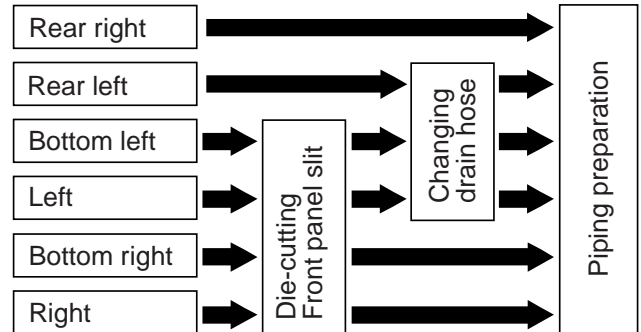 Rear right
Rear left
Bottom left
Left
Bottom right
Right
Die-cutting
Front panel slit
Changing
drain hose
Piping preparation